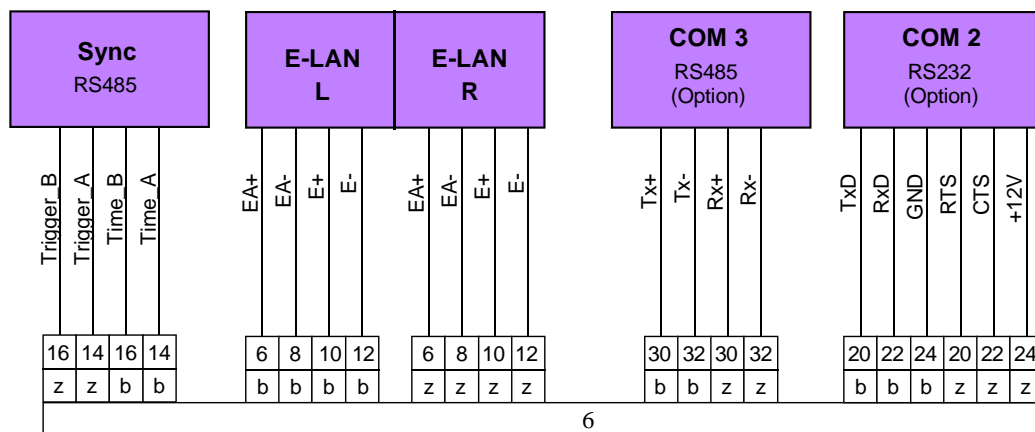 Sync
RS485
E-LAN
L
E-LAN
R
COM 3
RS485
(Option)
COM 2
RS232
(Option)
Trigger_B
Trigger_A
Time_B
Time_A
EA+
EA-
E+
E-
EA+
EA-
E+
E-
Tx+
Tx-
Rx+
Rx-
TxD
RxD
GND
RTS
CTS
+12V
16 14 16 14 6 8 10 12 6 8 10 12 30 32 30 32 20 22 24 20 22 24
z z b b b b b b z z z z b b z z b b b z z z
6